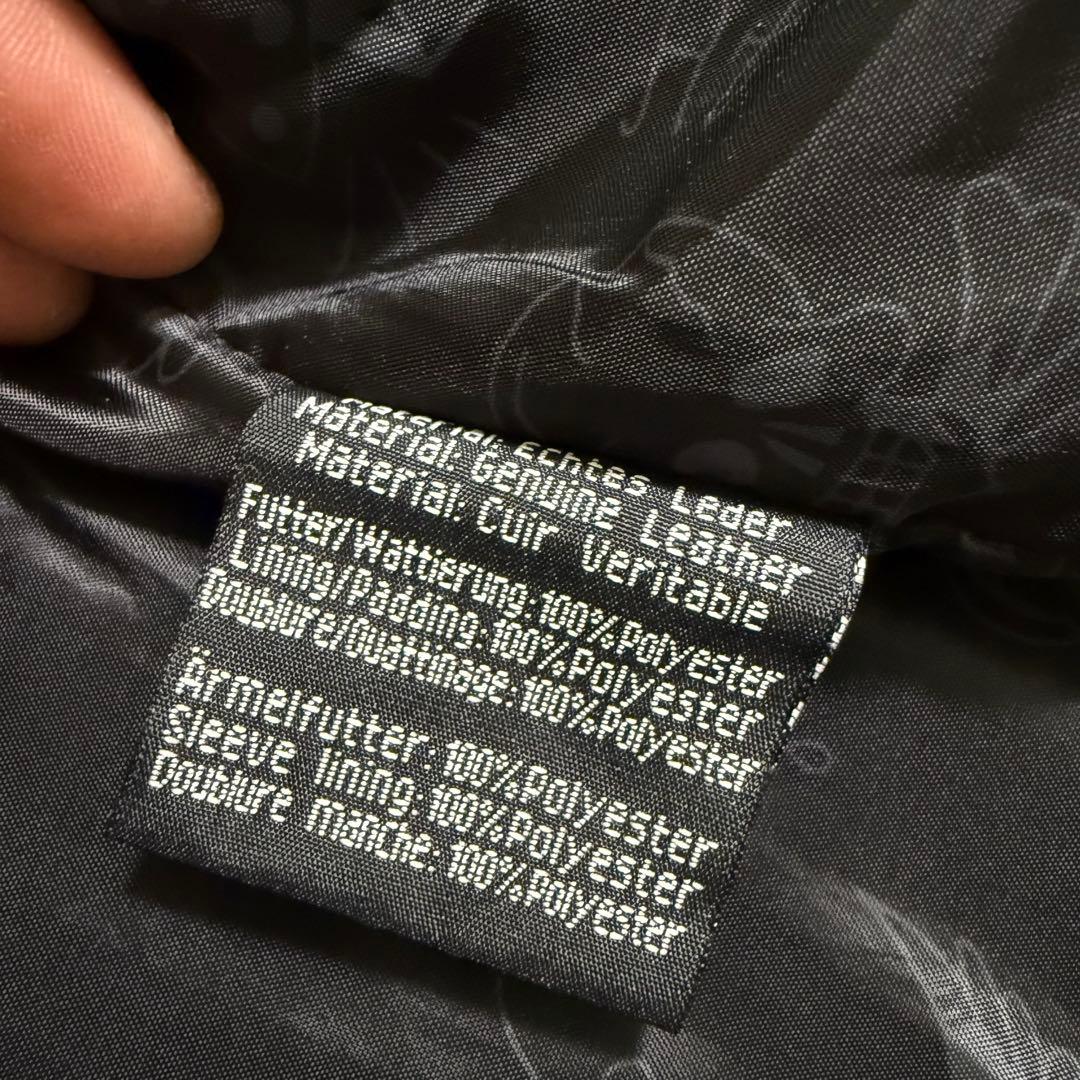 Material: Echtes Leder
Material: Genuine Leather
Material: Cuir Veritable
Futter/Wattierung:100%Polyester
Lining/Padding:100%Polyester
Doublure/Ouatinage:100%Polyester
Armelfutter:100%Polyester
Sleeve lining:100%Polyester
Doublure manche:100%Polyester